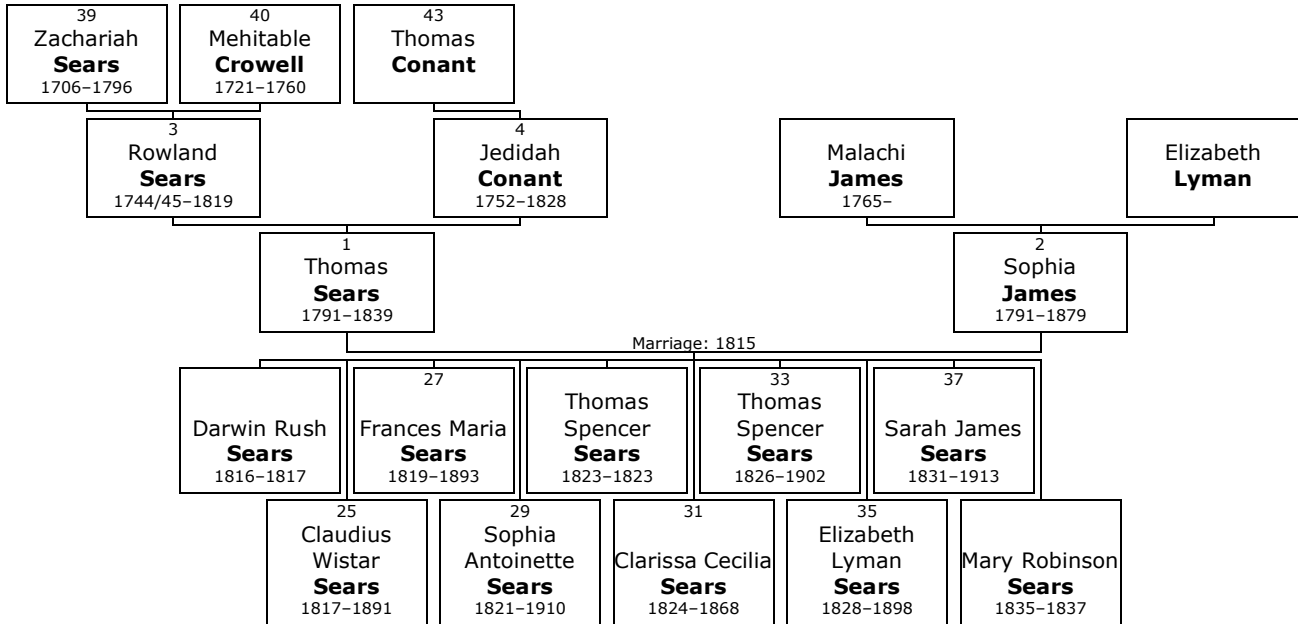 39
Zachariah
Sears
1706–1796
40
Mehitable
Crowell
1721–1760
43
Thomas
Conant
3
Rowland
Sears
1744/45–1819
4
Jedidah
Conant
1752–1828
Malachi
James
1765–
Elizabeth
Lyman
1
Thomas
Sears
1791–1839
2
Sophia
James
1791–1879
Marriage: 1815
Darwin Rush
Sears
1816–1817
27
Frances Maria
Sears
1819–1893
Thomas
Spencer
Sears
1823–1823
33
Thomas
Spencer
Sears
1826–1902
37
Sarah James
Sears
1831–1913
25
Claudius
Wistar
Sears
1817–1891
29
Sophia
Antoinette
Sears
1821–1910
31
Clarissa Cecilia
Sears
1824–1868
35
Elizabeth
Lyman
Sears
1828–1898
Mary Robinson
Sears
1835–1837